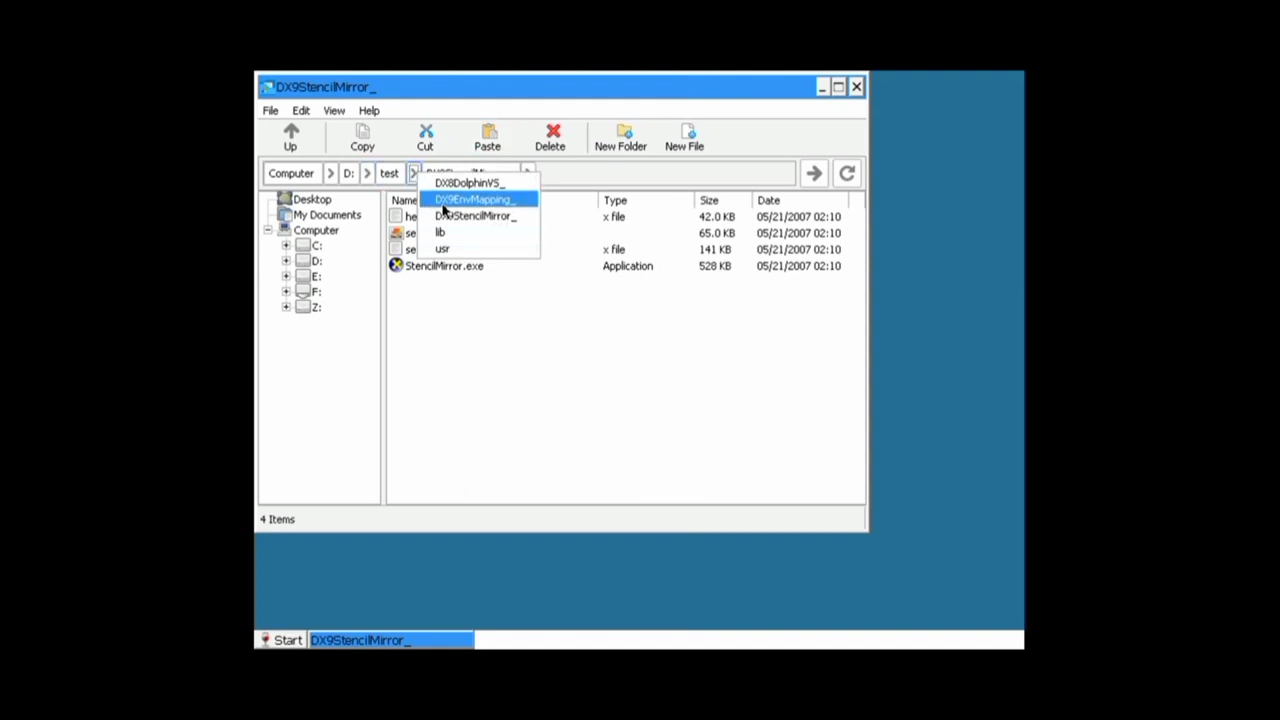 DX9StencilMirror_
File Edit View Help
Up Copy Cut Paste Delete New Folder New File
Computer D: test
DX8DolphinVS_
DX9EnvMapping_
DX9StencilMirror_
lib
usr
Desktop
My Documents
Computer
C:
D:
E:
F:
Z:
Type Size Date
x file 42.0 KB 05/21/2007 02:10
65.0 KB 05/21/2007 02:10
x file 141 KB 05/21/2007 02:10
StencilMirror.exe Application 528 KB 05/21/2007 02:10
4 Items
Start DX9StencilMirror_